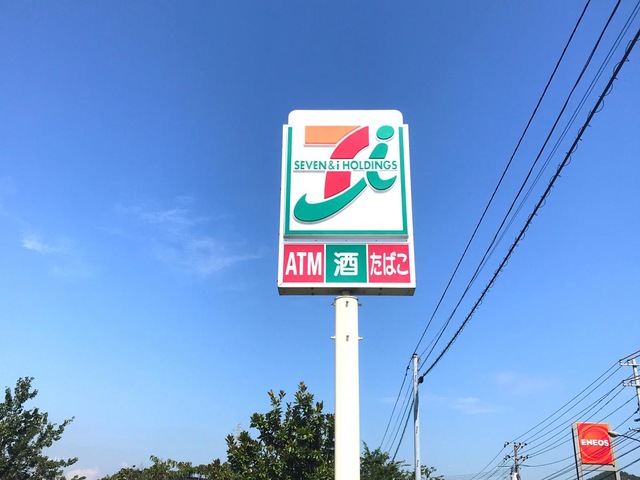 SEVEN & i HOLDINGS
ATM 酒 たばこ
ENEOS